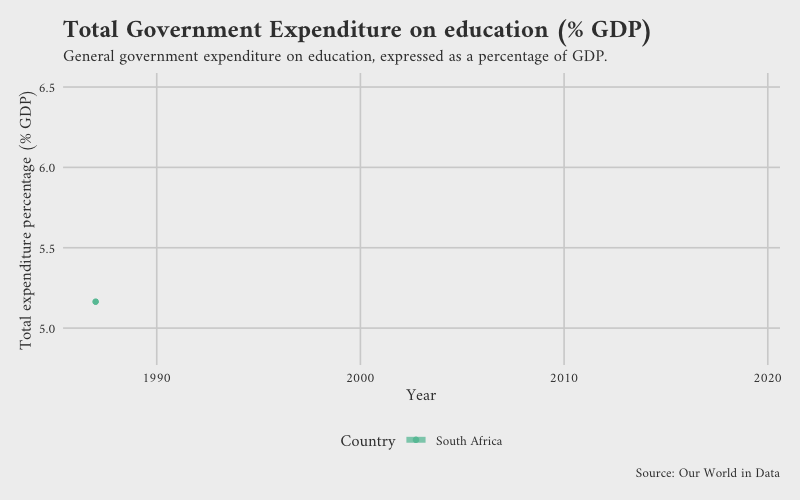 Total Government Expenditure on education (% GDP)
General government expenditure on education, expressed as a percentage of GDP.
Total expenditure percentage (% GDP)
6.5
6.0
5.5
5.0
1990 2000 2010 2020
Year
Country South Africa
Source: Our World in Data